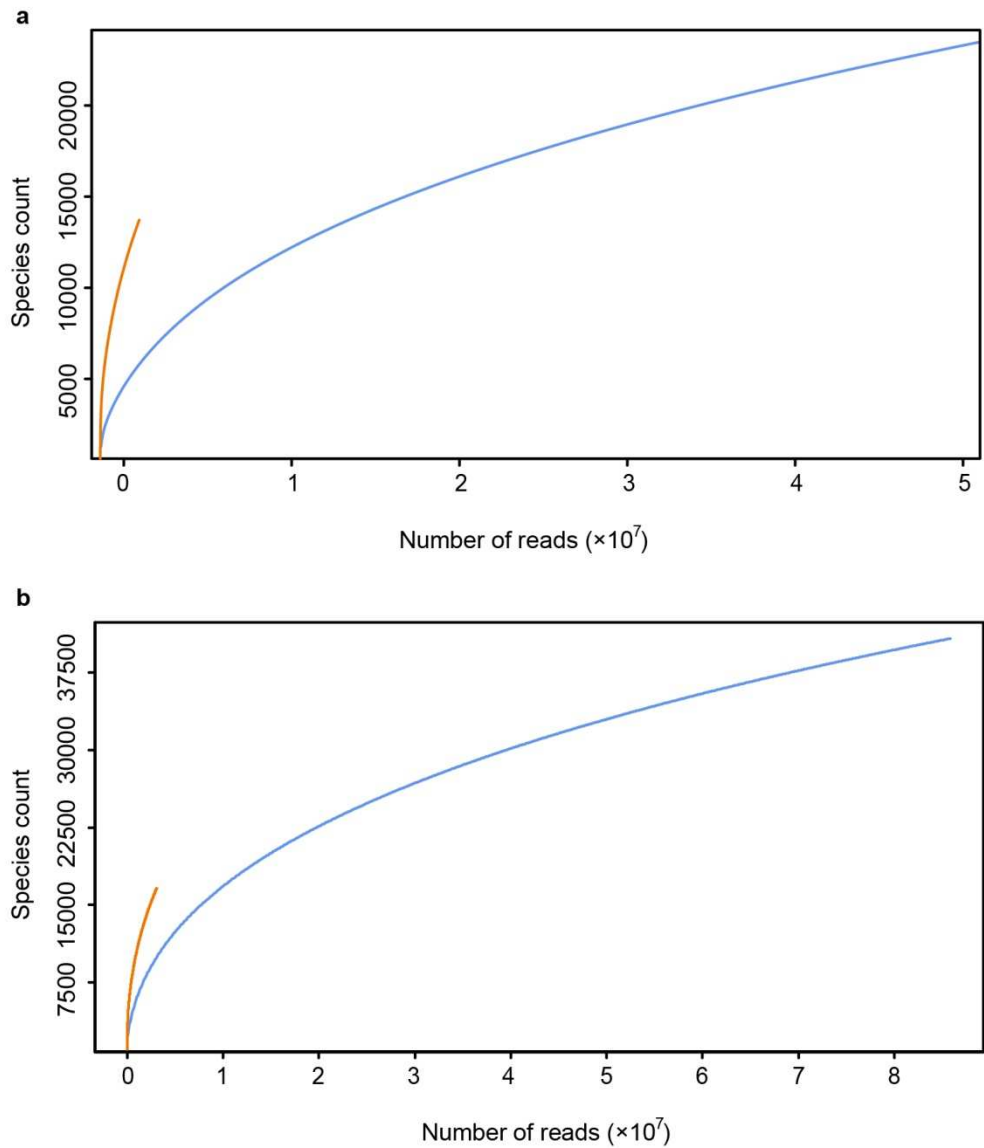 a
20000
15000
10000
5000
Species count
0 1 2 3 4 5
Number of reads (×10⁷)
b
37500
30000
22500
15000
7500
Species count
0 1 2 3 4 5 6 7 8
Number of reads (×10⁷)